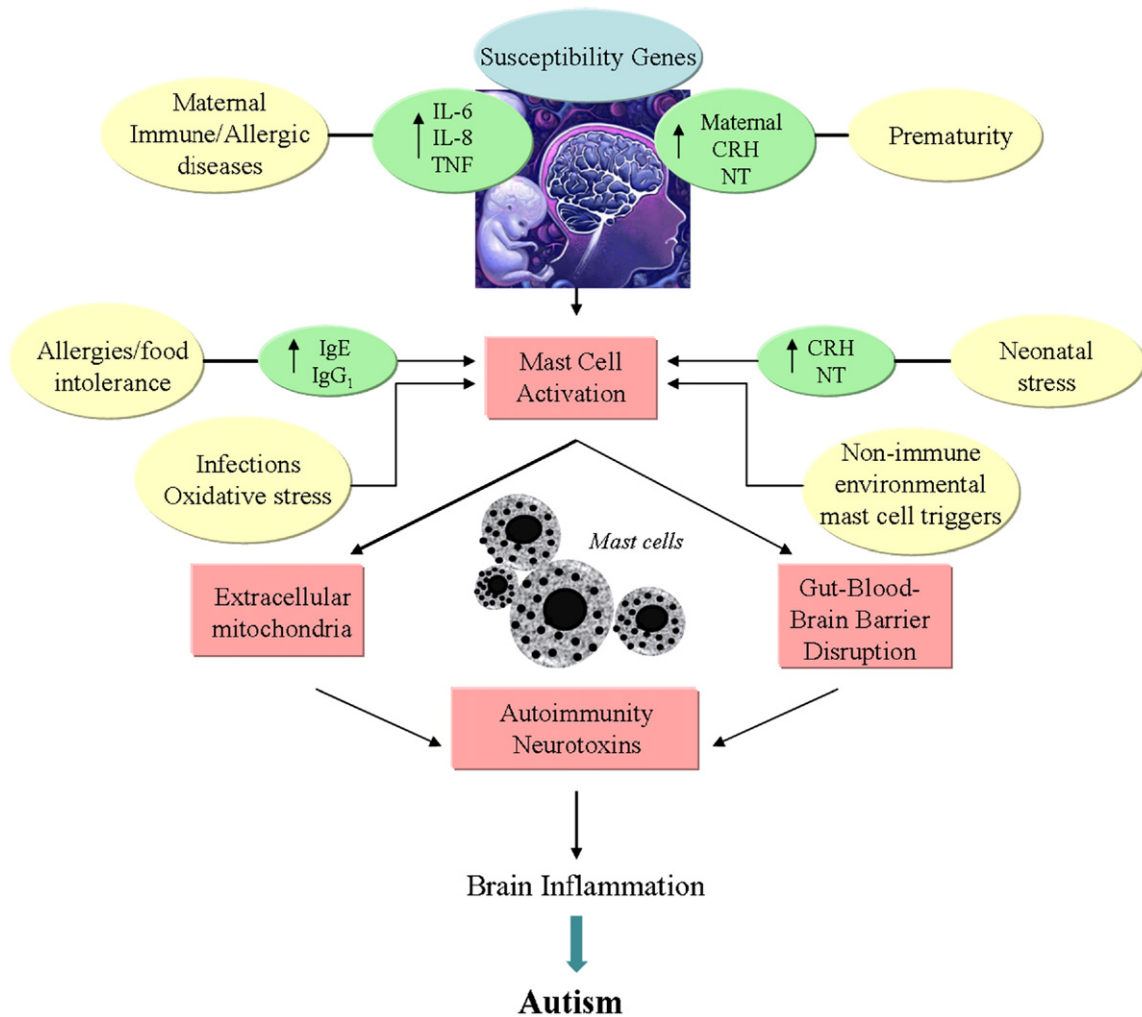 Susceptibility Genes
Maternal
Immune/Allergic
diseases
↑ IL-6
IL-8
TNF
↑ Maternal
CRH
NT
Prematurity
Allergies/food
intolerance
↑ IgE
IgG₁
Mast Cell
Activation
↑ CRH
NT
Neonatal
stress
Infections
Oxidative stress
Non-immune
environmental
mast cell triggers
Mast cells
Extracellular
mitochondria
Gut-Blood-
Brain Barrier
Disruption
Autoimmunity
Neurotoxins
Brain Inflammation
Autism